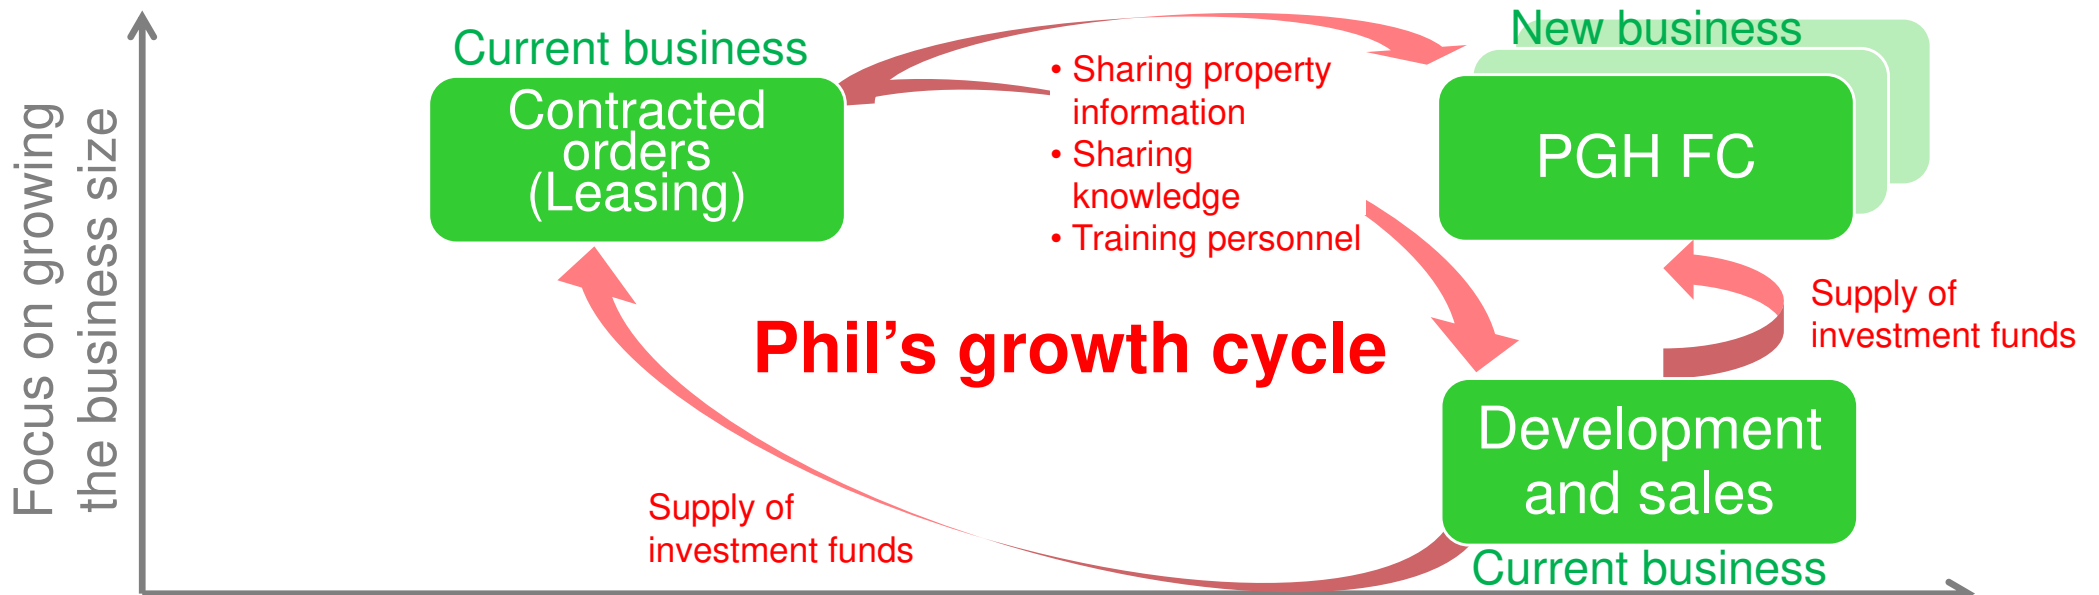 Focus on growing
the business size
Current business
Contracted
orders
(Leasing)
• Sharing property
information
• Sharing
knowledge
• Training personnel
New business
PGH FC
Supply of
investment funds
Phil's growth cycle
Development
and sales
Current business
Supply of
investment funds